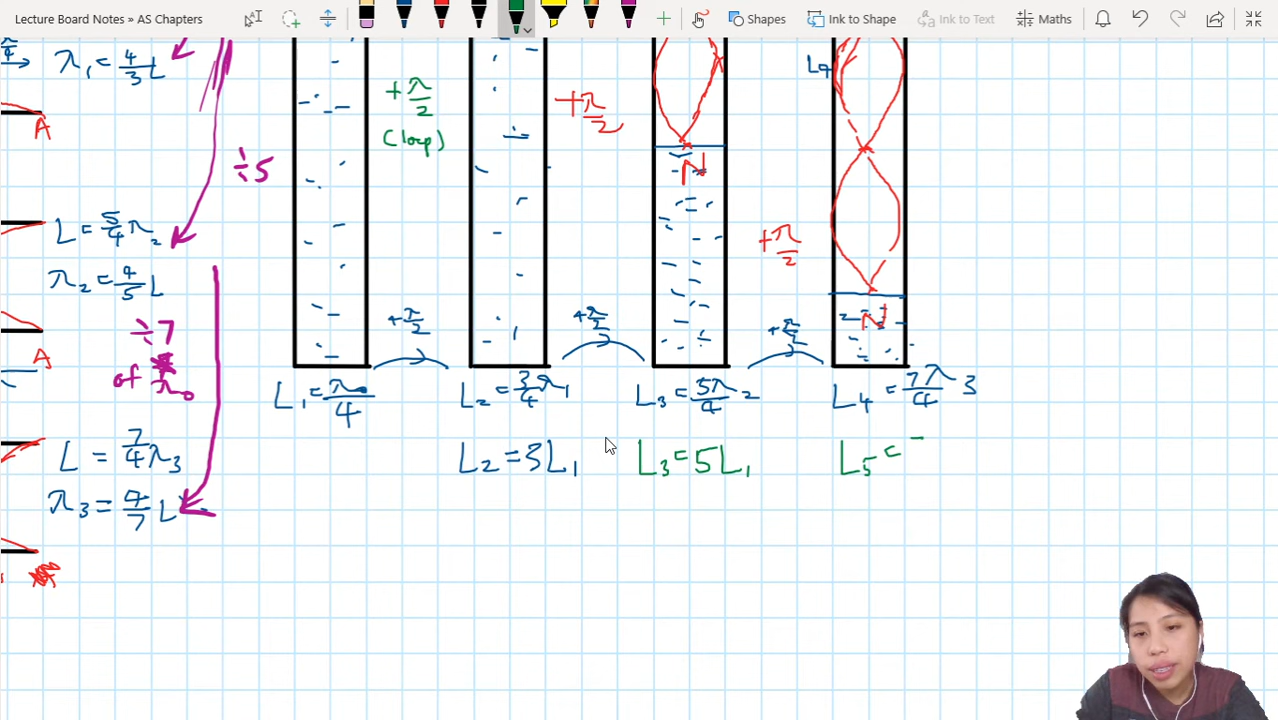 Lecture Board Notes » AS Chapters
Shapes
Ink to Shape
Ink to Text
Maths
λ₁ = 4/3 L
A
÷5
L = 5/4 λ₂
λ₂ = 4/5 L
÷7
of λ₀
A
L = 7/4 λ₃
λ₃ = 4/7 L
+λ/2
(loop)
+λ/2
N
+λ/2
L4
N
+λ/2
+λ/2
+λ/2
L₁ = λ₀/4
L₂ = 3/4 λ₁
L₃ = 5λ/4 2
L₄ = 7λ/4 3
L₂ = 3L₁
L₃ = 5L₁
L₅ =